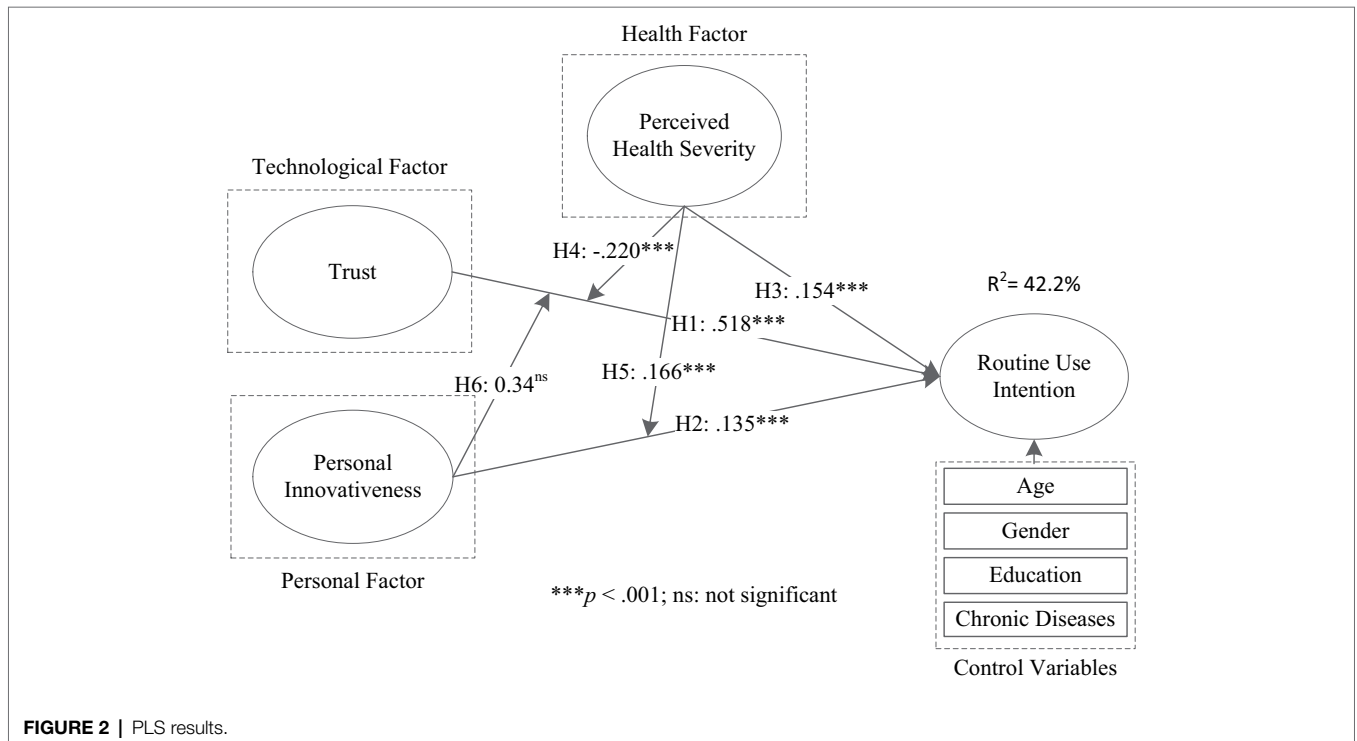 Health Factor
Perceived
Health Severity
Technological Factor
Trust
H4: -.220***
H3: .154***
R²= 42.2%
H1: .518***
H5: .166***
H6: 0.34ⁿˢ
Routine Use
Intention
H2: .135***
Personal
Innovativeness
Personal Factor
Age
Gender
Education
Chronic Diseases
Control Variables
***p < .001; ns: not significant
FIGURE 2 | PLS results.